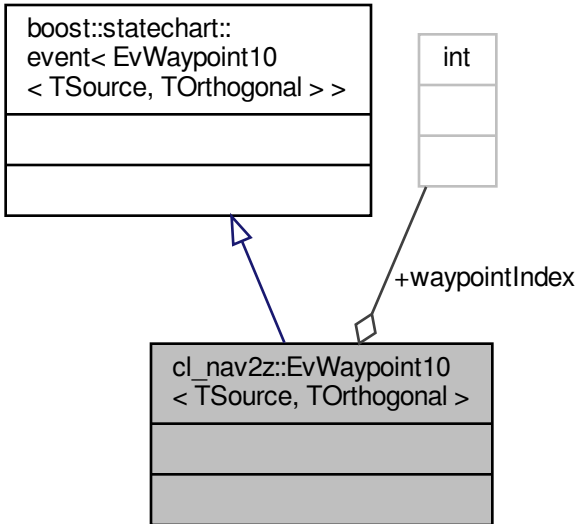 boost::statechart::
event< EvWaypoint10
< TSource, TOrthogonal > >
int
+waypointIndex
cl_nav2z::EvWaypoint10
< TSource, TOrthogonal >